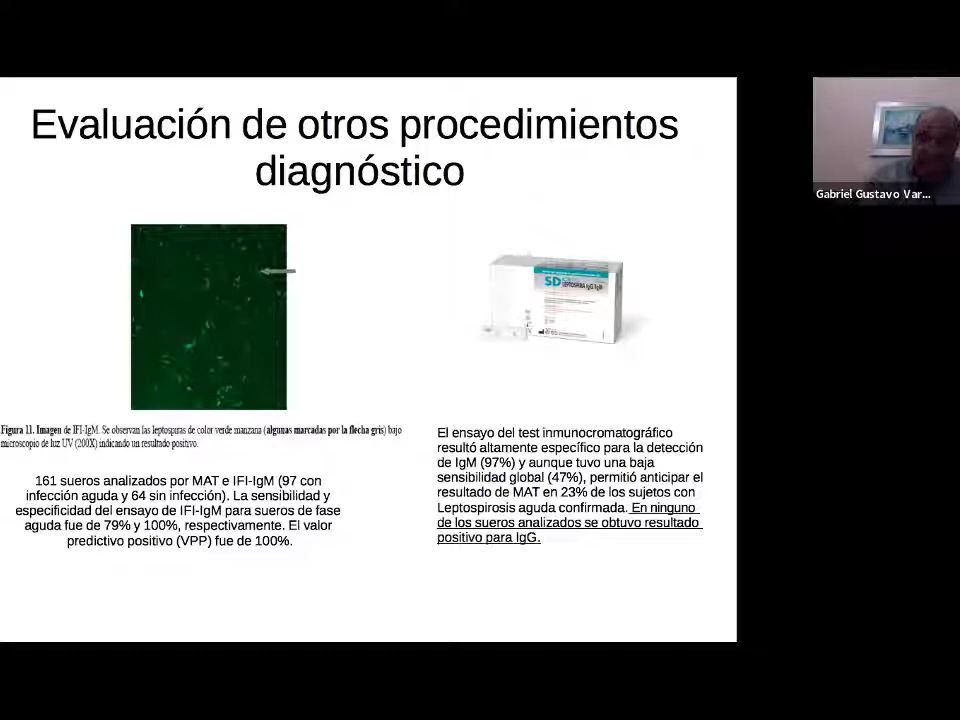 Evaluación de otros procedimientos
diagnóstico
Gabriel Gustavo Var...
SD
LEPTOSPIRA IgG/IgM
Figura 11. Imagen de IFI-IgM. Se observan las leptospiras de color verde manzana (algunas marcadas por la flecha gris) bajo
microscopio de luz UV (200X) indicando un resultado positivo.
161 sueros analizados por MAT e IFI-IgM (97 con
infección aguda y 64 sin infección). La sensibilidad y
especificidad del ensayo de IFI-IgM para sueros de fase
aguda fue de 79% y 100%, respectivamente. El valor
predictivo positivo (VPP) fue de 100%.
El ensayo del test inmunocromatográfico
resultó altamente específico para la detección
de IgM (97%) y aunque tuvo una baja
sensibilidad global (47%), permitió anticipar el
resultado de MAT en 23% de los sujetos con
Leptospirosis aguda confirmada. En ninguno
de los sueros analizados se obtuvo resultado
positivo para IgG.